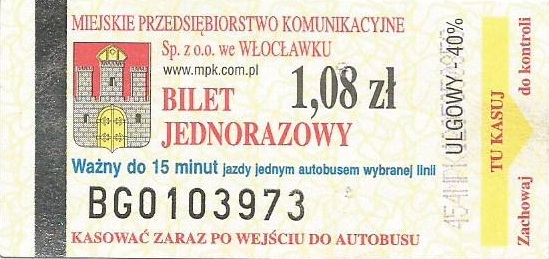 MIEJSKIE PRZEDSIĘBIORSTWO KOMUNIKACYJNE
Sp. z o.o. we WŁOCŁAWKU
www.mpk.com.pl
BILET
JEDNORAZOWY
1,08 zł
Ważny do 15 minut jazdy jednym autobusem wybranej linii
BG0103973
KASOWAĆ ZARAZ PO WEJŚCIU DO AUTOBUSU
ULGOWY - 40%
TU KASUJ
Zachowaj do kontroli